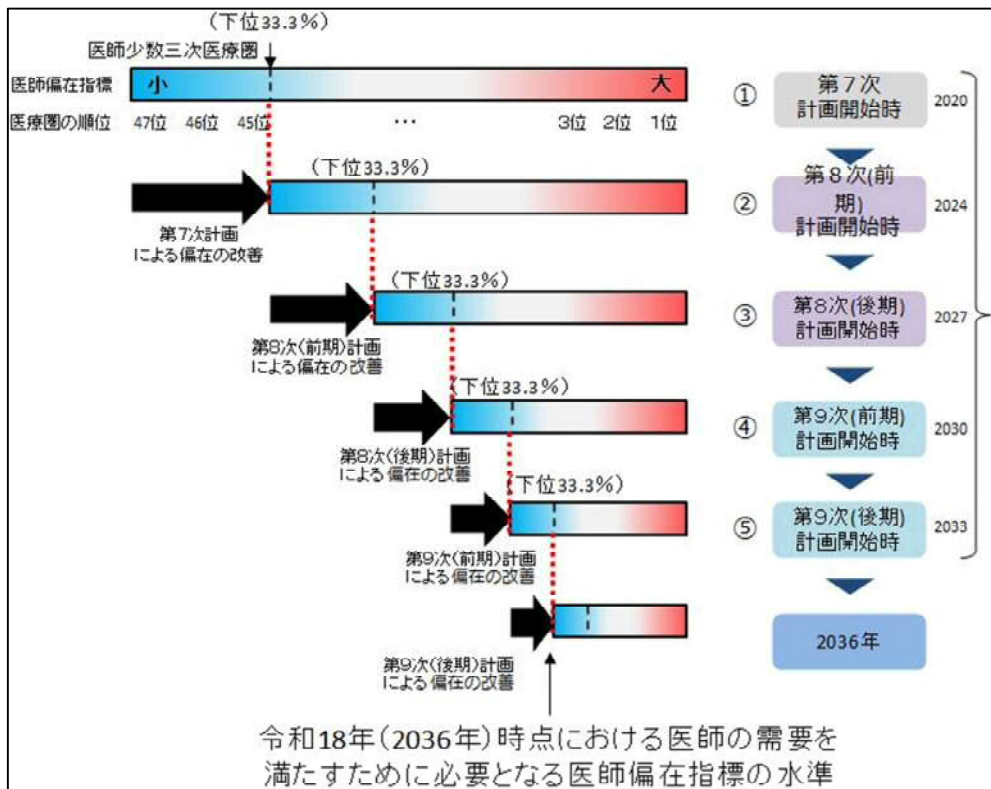 (下位33.3%)
医師少数三次医療圏
医師偏在指標
小
大
医療圏の順位
47位
46位
45位
…
3位
2位
1位
①
第7次
計画開始時
2020
(下位33.3%)
第7次計画
による偏在の改善
②
第8次(前
期)
計画開始時
2024
(下位33.3%)
第8次(前期)計画
による偏在の改善
③
第8次(後期)
計画開始時
2027
(下位33.3%)
第8次(後期)計画
による偏在の改善
④
第9次(前期)
計画開始時
2030
(下位33.3%)
第9次(前期)計画
による偏在の改善
⑤
第9次(後期)
計画開始時
2033
第9次(後期)計画
による偏在の改善
2036年
令和18年(2036年)時点における医師の需要を
満たすために必要となる医師偏在指標の水準